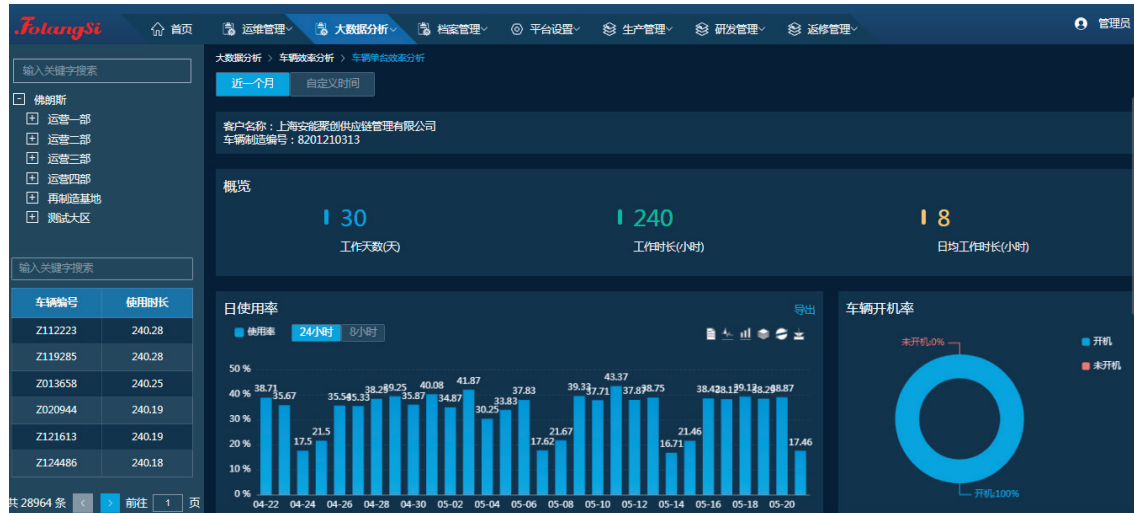 FolangSi
首页
运维管理
大数据分析
档案管理
平台设置
生产管理
研发管理
返修管理
管理员
输入关键字搜索
佛朗斯
运营一部
运营二部
运营三部
运营四部
再制造基地
测试大区
输入关键字搜索
车辆编号 使用时长
Z112223 240.28
Z119285 240.28
Z013658 240.25
Z020944 240.19
Z121613 240.19
Z124486 240.18
共 28964 条 < > 前往 1 页
大数据分析 > 车辆效率分析 > 车辆单台效率分析
近一个月 自定义时间
客户名称：上海安能聚创供应链管理有限公司
车辆制造编号：8201210313
概览
30
工作天数(天)
240
工作时长(小时)
8
日均工作时长(小时)
日使用率
导出
使用率 24小时 8小时
50 %
40 %
30 %
20 %
10 %
0 %
38.71 35.67 17.5 21.5 35.54 35.33 38.25 39.25 35.87 40.08 34.87 41.87 30.25 33.83 37.83 17.62 21.67 39.33 37.71 43.37 37.87 38.75 16.71 21.46 38.42 38.12 39.12 38.29 38.87 17.46
04-22 04-24 04-26 04-28 04-30 05-02 05-04 05-06 05-08 05-10 05-12 05-14 05-16 05-18 05-20
车辆开机率
未开机:0%
开机:100%
开机
未开机